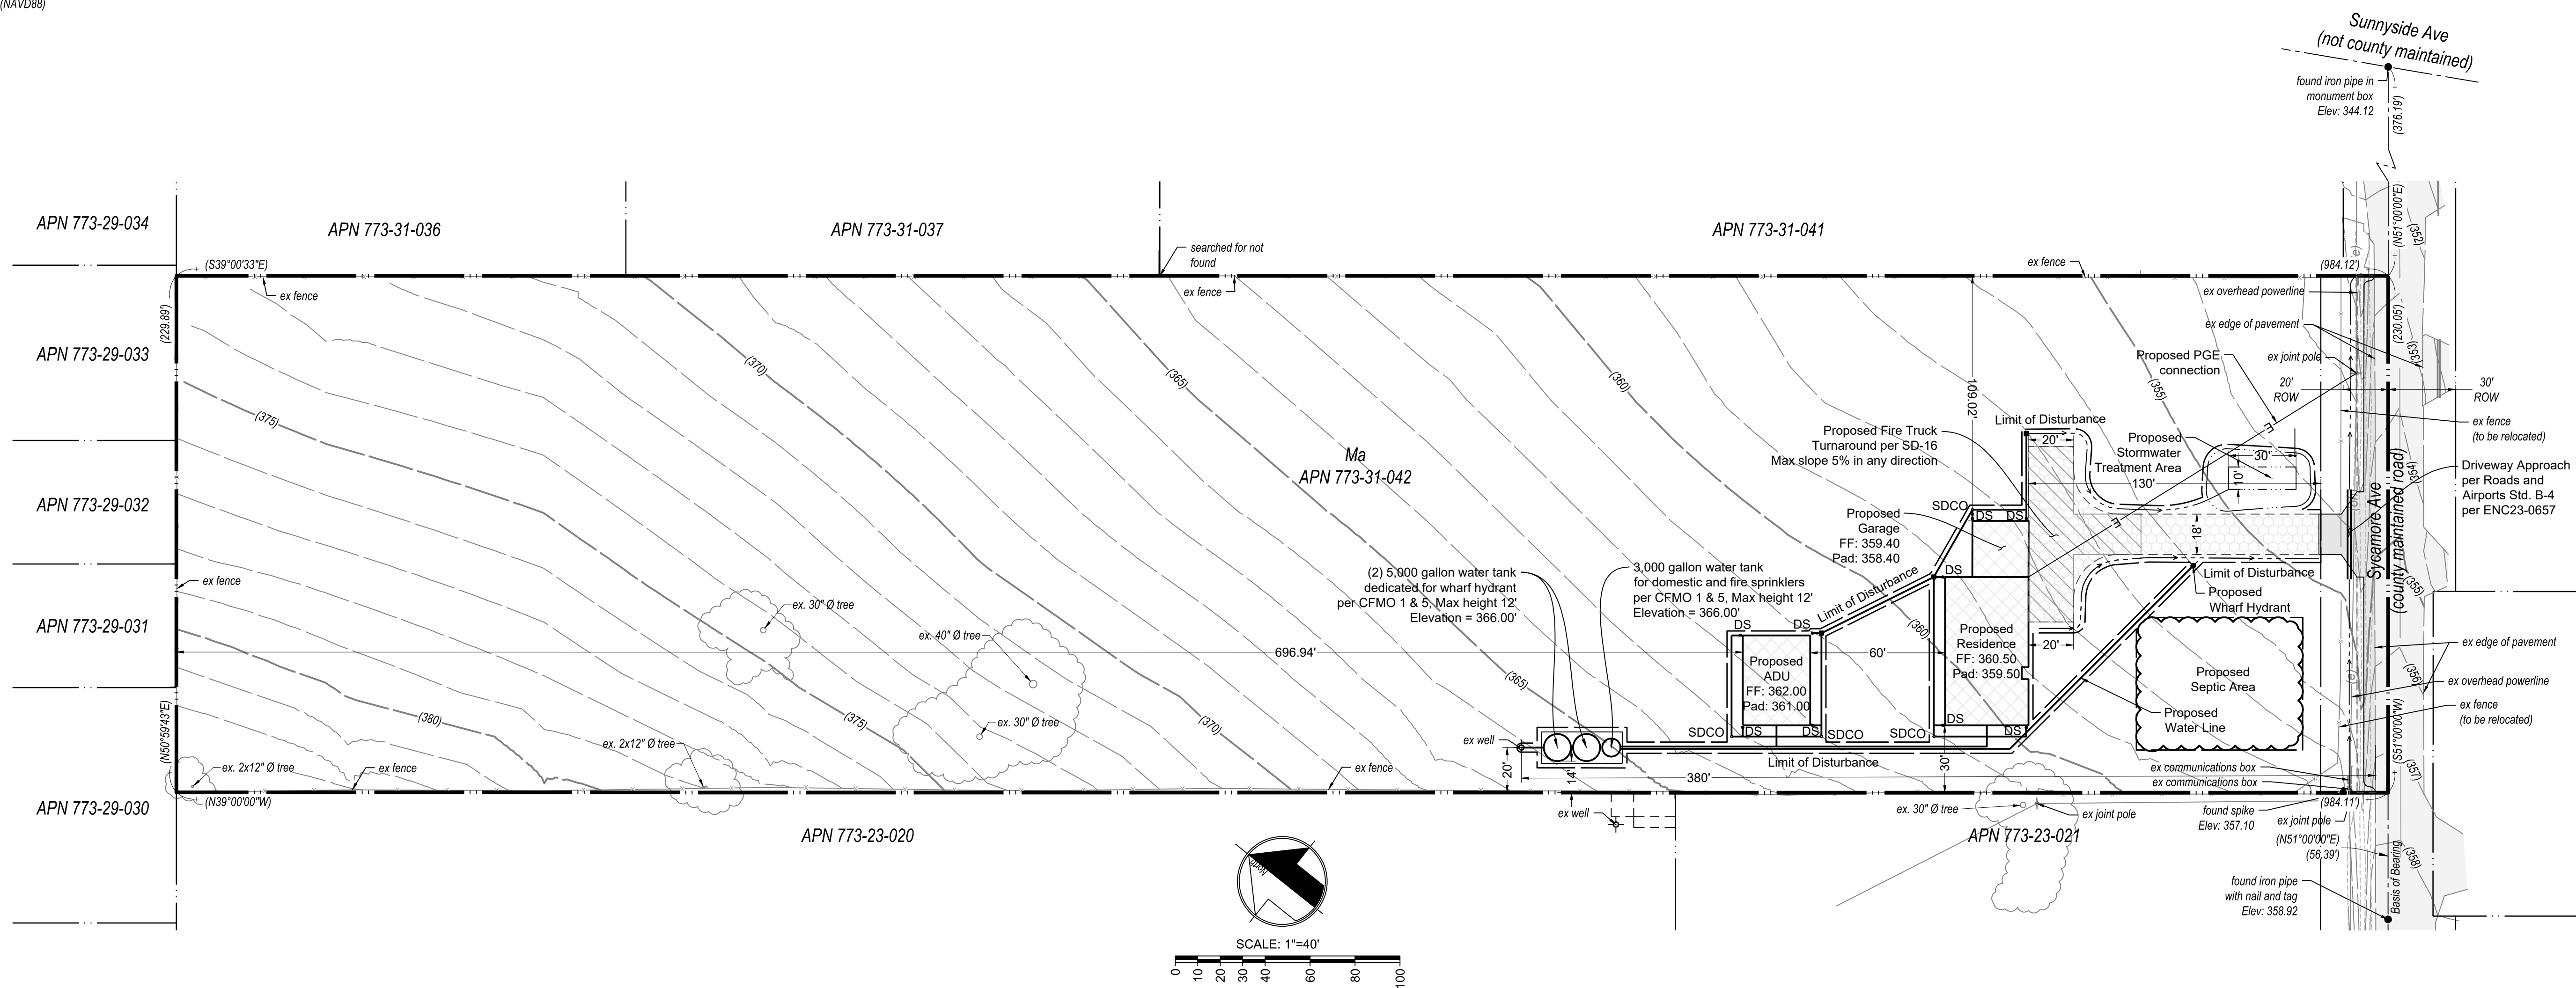 (NAVD88)
Sunnyside Ave
(not county maintained)
found iron pipe in
monument box
Elev: 344.12
(376.19')
(N51°00'00"E)
(352)
APN 773-29-034
APN 773-31-036
APN 773-31-037
APN 773-31-041
searched for not
found
(S39°00'33"E)
ex fence
ex fence
ex fence
(984.12')
ex overhead powerline
(229.89')
(230.05')
ex edge of pavement
(353)
APN 773-29-033
Proposed PGE
connection
ex joint pole
20'
ROW
30'
ROW
(370)
(365)
(360)
(355)
109.02'
(375)
ex fence
(to be relocated)
Limit of Disturbance
20'
E
Proposed Fire Truck
Turnaround per SD-16
Max slope 5% in any direction
Proposed
Stormwater
Treatment Area
30'
10'
130'
Ma
APN 773-31-042
(354)
Driveway Approach
per Roads and
Airports Std. B-4
per ENC23-0657
APN 773-29-032
SDCO
DS
DS
Proposed
Garage
FF: 359.40
Pad: 358.40
E
18'
Sycamore Ave
(county maintained road)
ex fence
(2) 5,000 gallon water tank
dedicated for wharf hydrant
per CFMO 1 & 5, Max height 12'
Elevation = 366.00'
3,000 gallon water tank
for domestic and fire sprinklers
per CFMO 1 & 5, Max height 12'
Elevation = 366.00'
Limit of Disturbance
DS
Limit of Disturbance
(355)
Proposed
Wharf Hydrant
APN 773-29-031
ex. 30" Ø tree
ex. 40" Ø tree
DS
DS
(360)
Proposed
Residence
FF: 360.50
Pad: 359.50
20'
ex edge of pavement
696.94'
60'
Proposed
ADU
FF: 362.00
Pad: 361.00
Proposed
Septic Area
(356)
ex overhead powerline
(365)
(N50°59'43"E)
(380)
(375)
ex. 30" Ø tree
(370)
Proposed
Water Line
ex fence
(to be relocated)
(S51°00'00"W)
SDCO
DS
DS
SDCO
SDCO
DS
DS
ex well
ex. 2x12" Ø tree
Limit of Disturbance
ex. 2x12" Ø tree
ex fence
ex fence
20'
14'
380'
30'
ex communications box
ex communications box
(357)
(N39°00'00"W)
(984.11')
APN 773-29-030
ex well
ex. 30" Ø tree
ex joint pole
found spike
Elev: 357.10
ex joint pole
APN 773-23-020
APN 773-23-021
(N51°00'00"E)
(56.39')
(358)
Basis of Bearing
North
found iron pipe
with nail and tag
Elev: 358.92
SCALE: 1"=40'
0 10 20 30 40 60 80 100